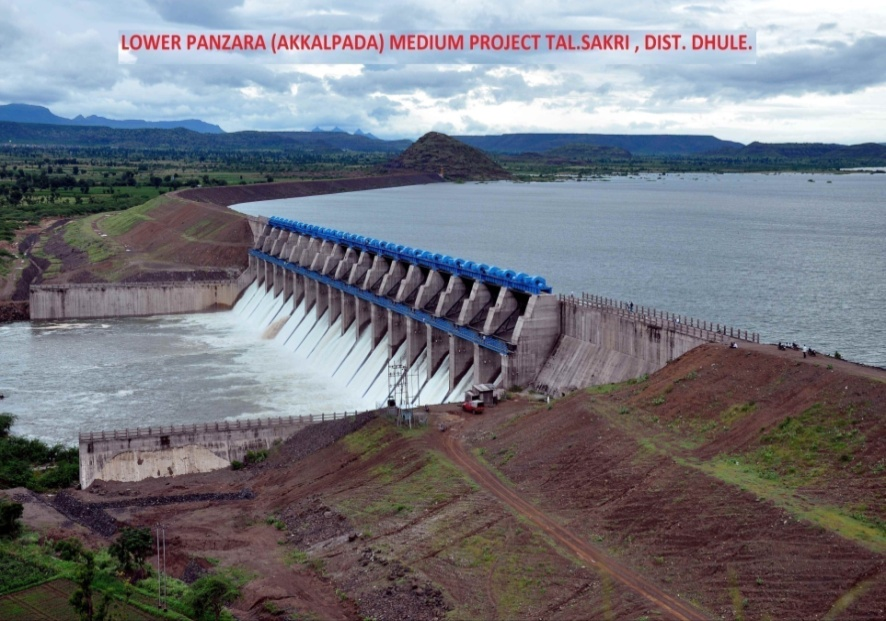 LOWER PANZARA (AKKALPADA) MEDIUM PROJECT TAL.SAKRI , DIST. DHULE.